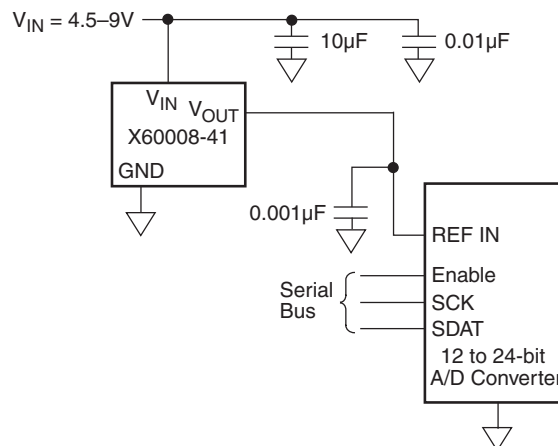 V_IN = 4.5–9V
10µF
0.01µF
V_IN
V_OUT
X60008-41
GND
0.001µF
REF IN
Enable
Serial
Bus
SCK
SDAT
12 to 24-bit
A/D Converter